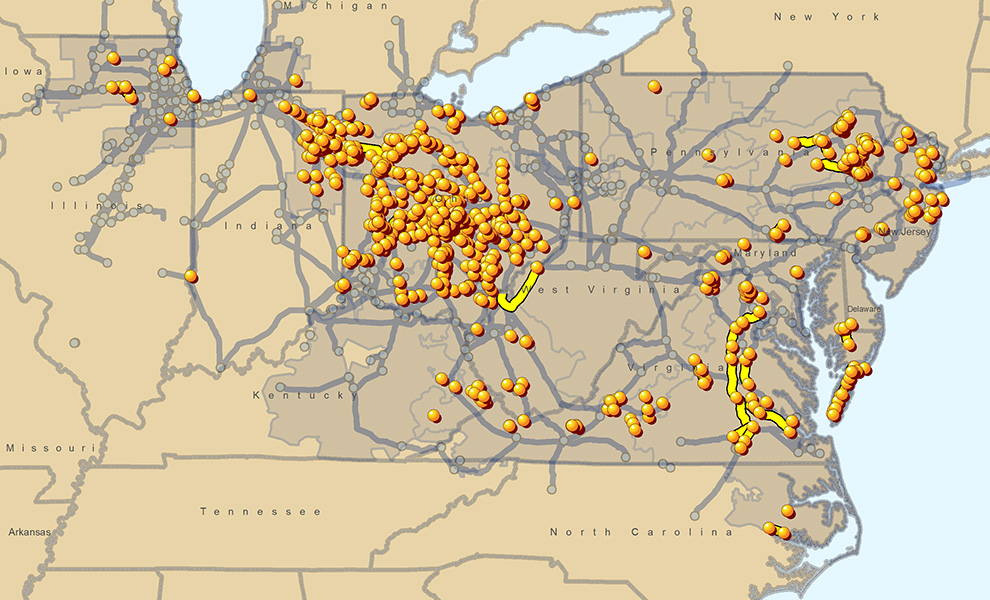 Michigan
New York
Iowa
Pennsylvania
Illinois
Ohio
Indiana
New Jersey
Maryland
West Virginia
Delaware
Virginia
Kentucky
Missouri
Tennessee
Arkansas
North Carolina